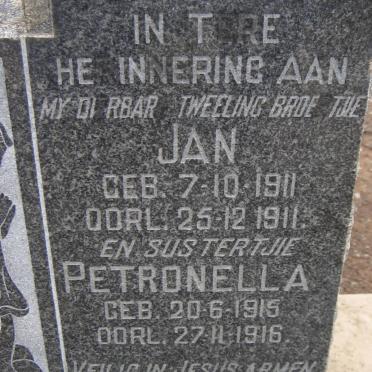 IN TERE
HERINNERING AAN
MY DIERBAAR TWEELING BROERTJIE
JAN
GEB. 7-10-1911
OORL. 25-12-1911.
EN SUSTERTJIE
PETRONELLA
GEB. 20-6-1915
OORL. 27-11-1916.
VEILIG IN JESUS ARMEN